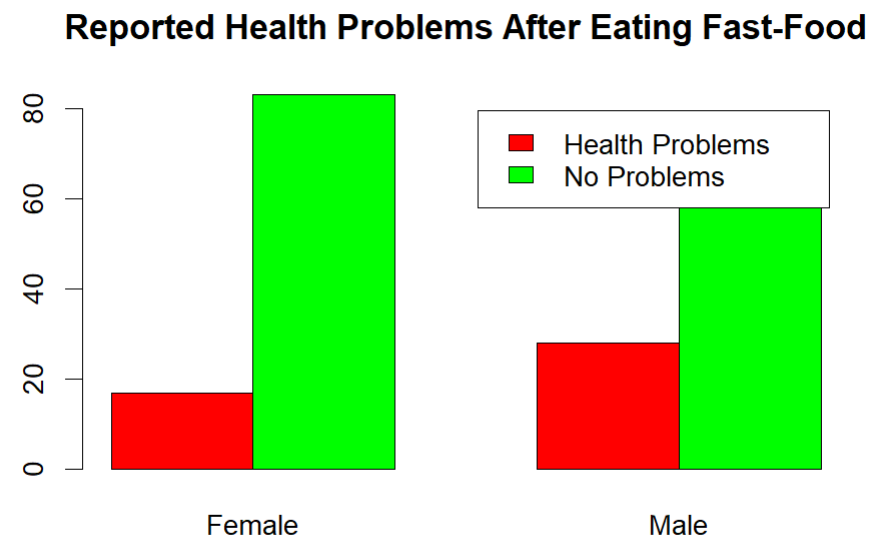 Reported Health Problems After Eating Fast-Food
80
60
40
20
0
Health Problems
No Problems
Female
Male